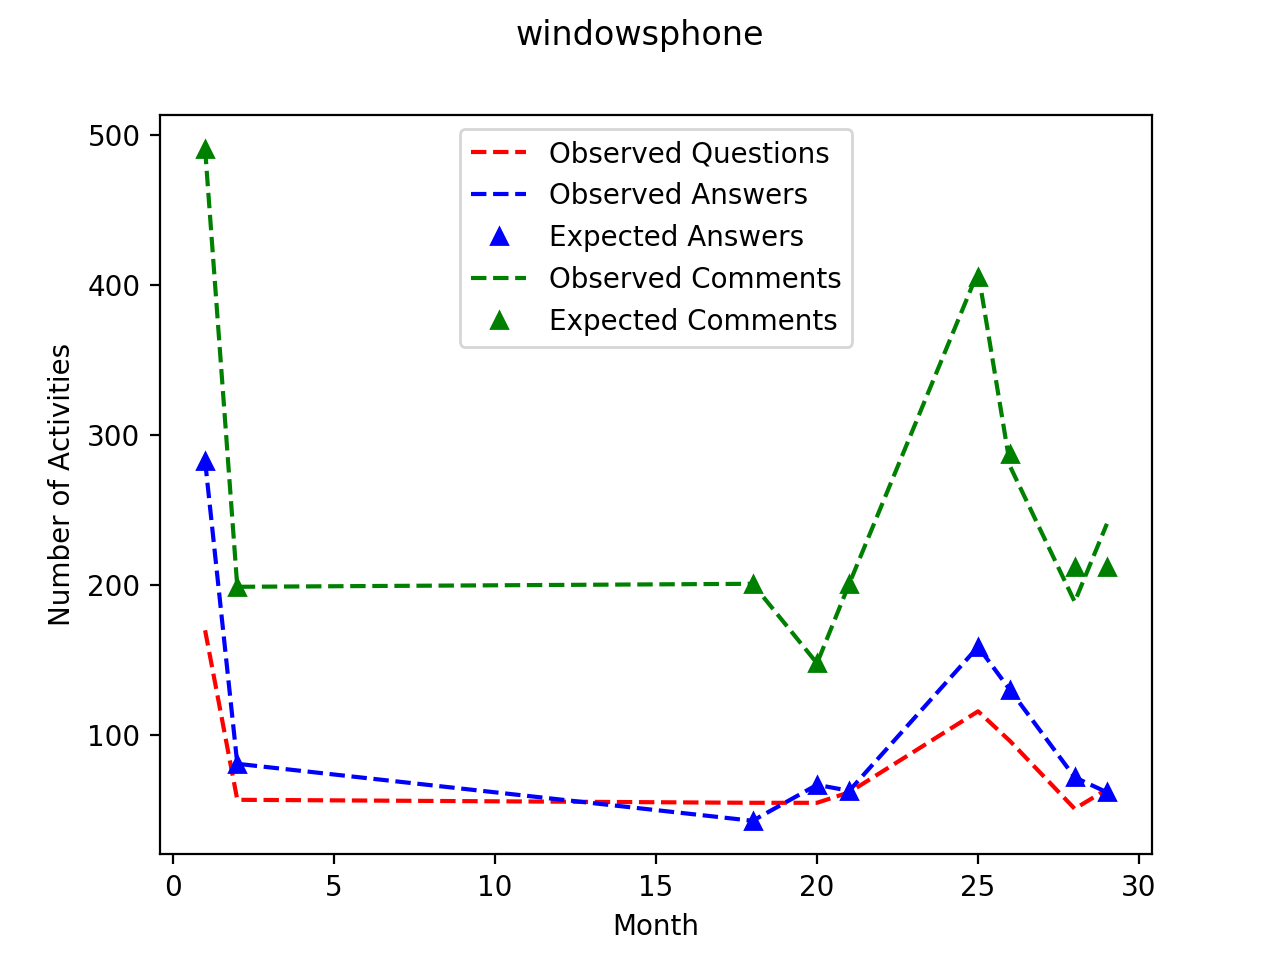 windowsphone
500
400
300
200
100
Number of Activities
Observed Questions
Observed Answers
Expected Answers
Observed Comments
Expected Comments
0 5 10 15 20 25 30
Month